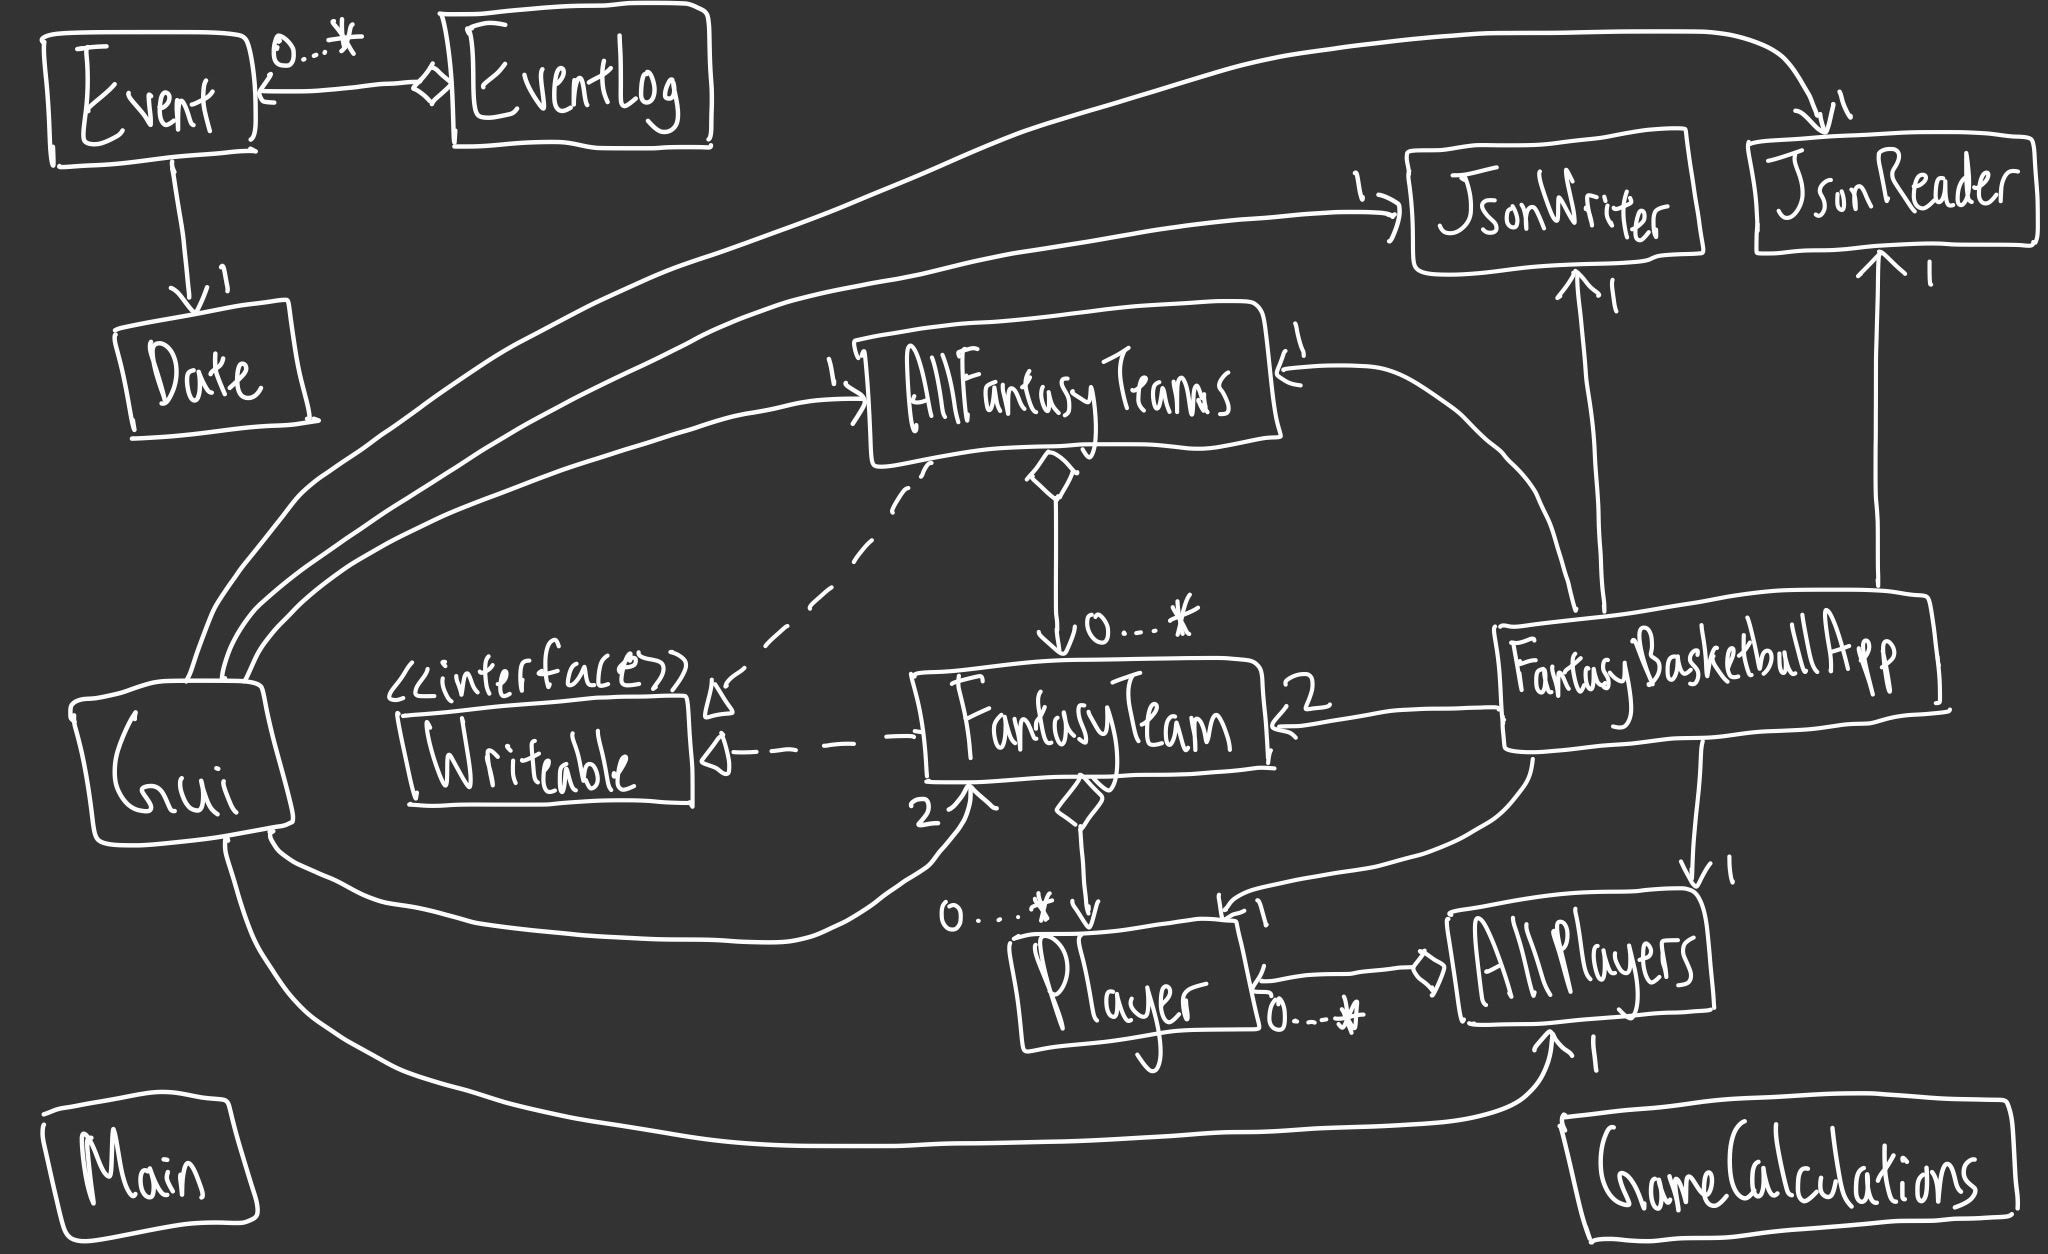 Event
0...*
EventLog
1
JsonWriter
1
JsonReader
1
1
1
Date
1
AllFantasyTeams
1
0....*
<<interface>>
Writeable
FantasyTeam
2
FantasyBasketballApp
Gui
2
0....*
1
1
Player
0....*
AllPlayers
1
Main
GameCalculations